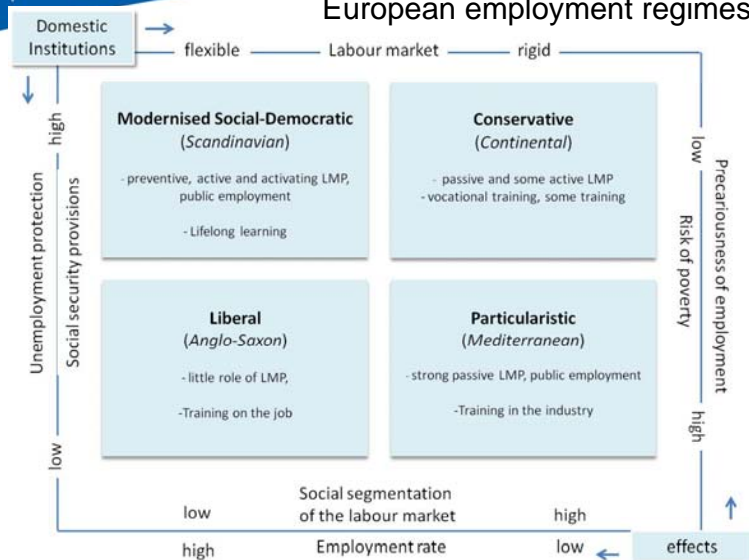 European employment regimes
Domestic
Institutions
flexible
Labour market
rigid
high
low
Unemployment protection
Social security provisions
Modernised Social-Democratic
(Scandinavian)
- preventive, active and activating LMP,
public employment
- Lifelong learning
Conservative
(Continental)
- passive and some active LMP
- vocational training, some training
Liberal
(Anglo-Saxon)
- little role of LMP,
-Training on the job
Particularistic
(Mediterranean)
- strong passive LMP, public employment
-Training in the industry
low
high
Risk of poverty
Precariousness of employment
low
Social segmentation
of the labour market
high
high
Employment rate
low
effects